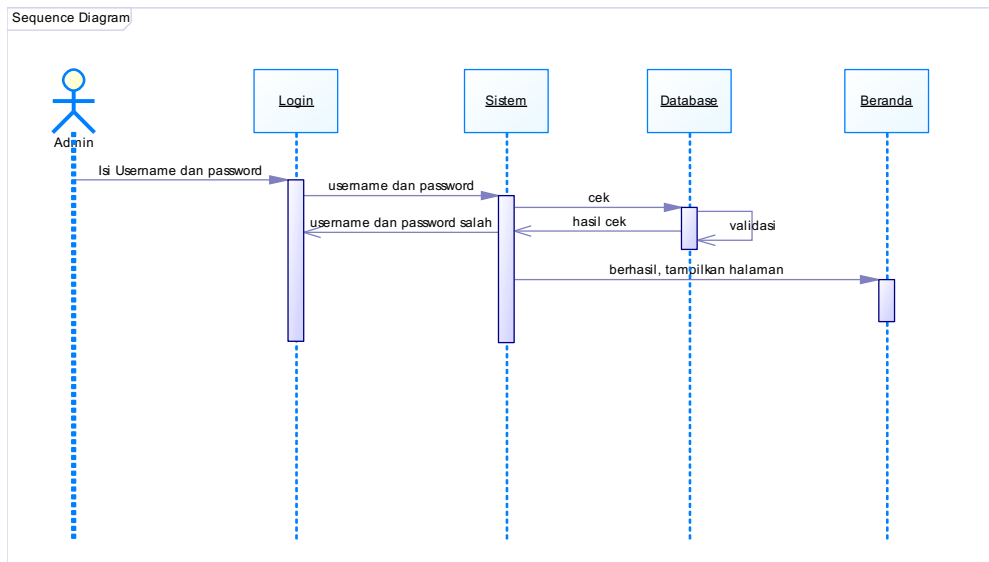 Sequence Diagram
Login
Sistem
Database
Beranda
Admin
Isi Username dan password
username dan password
cek
username dan password salah
hasil cek
validasi
berhasil, tampilkan halaman